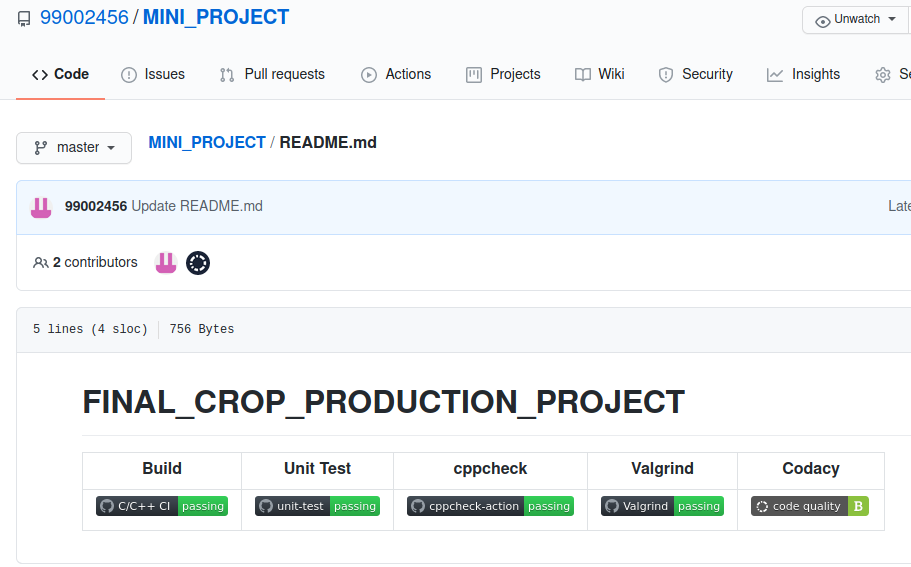 99002456 / MINI_PROJECT
Unwatch
Code Issues Pull requests Actions Projects Wiki Security Insights Se
master
MINI_PROJECT / README.md
99002456 Update README.md Late
2 contributors
5 lines (4 sloc) 756 Bytes
FINAL_CROP_PRODUCTION_PROJECT
Build Unit Test cppcheck Valgrind Codacy
C/C++ CI passing unit-test passing cppcheck-action passing Valgrind passing code quality B